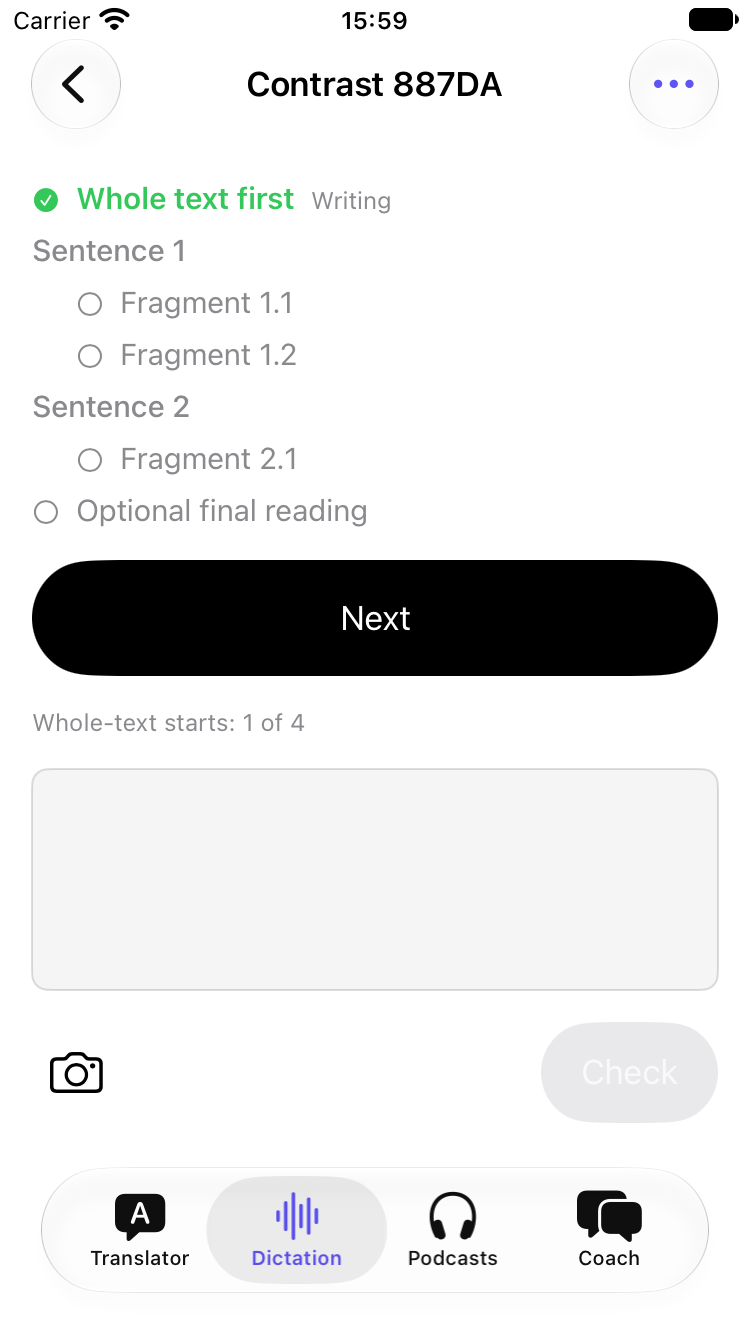 Carrier 15:59
Contrast 887DA
Whole text first Writing
Sentence 1
Fragment 1.1
Fragment 1.2
Sentence 2
Fragment 2.1
Optional final reading
Next
Whole-text starts: 1 of 4
Check
A
Translator Dictation Podcasts Coach